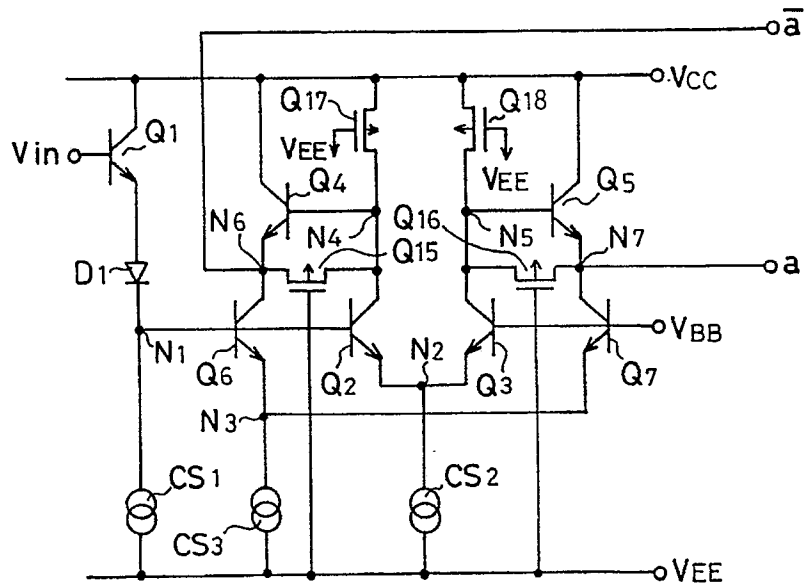 a̅
VCC
Q17
Q18
Q1
Vin
VEE
VEE
Q4
Q5
N6
N4
Q16
N5
N7
Q15
D1
a
N1
VBB
Q6
Q2
N2
Q3
Q7
N3
CS1
CS2
CS3
VEE